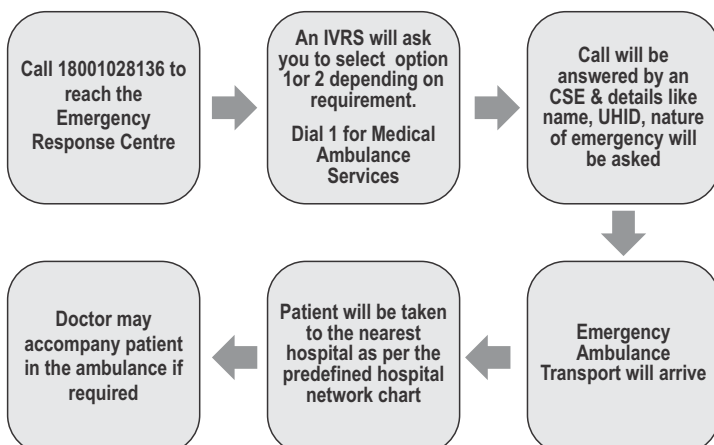 Call 18001028136 to
reach the
Emergency
Response Centre
An IVRS will ask
you to select option
1or 2 depending on
requirement.
Dial 1 for Medical
Ambulance
Services
Call will be
answered by an
CSE & details like
name, UHID, nature
of emergency will
be asked
Emergency
Ambulance
Transport will arrive
Patient will be taken
to the nearest
hospital as per the
predefined hospital
network chart
Doctor may
accompany patient
in the ambulance if
required